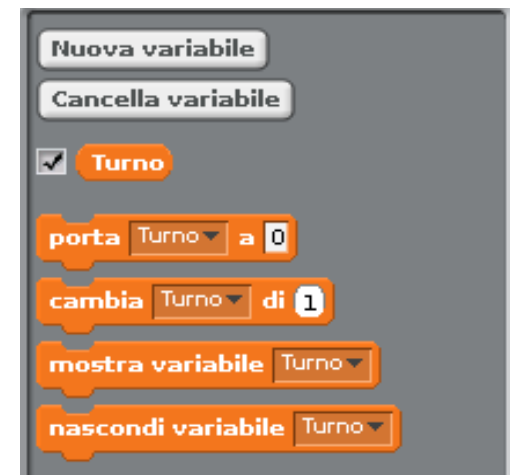 Nuova variabile
Cancella variabile
Turno
porta Turno a 0
cambia Turno di 1
mostra variabile Turno
nascondi variabile Turno